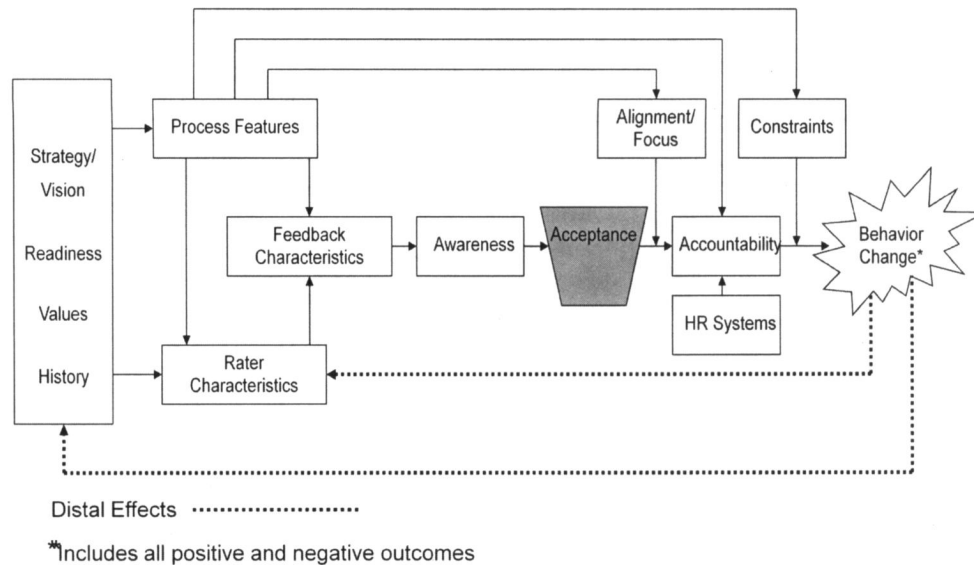 Process Features
Alignment/
Focus
Constraints
Strategy/
Vision
Readiness
Values
History
Feedback
Characteristics
Awareness
Acceptance
Accountability
Behavior
Change*
HR Systems
Rater
Characteristics
Distal Effects
*Includes all positive and negative outcomes